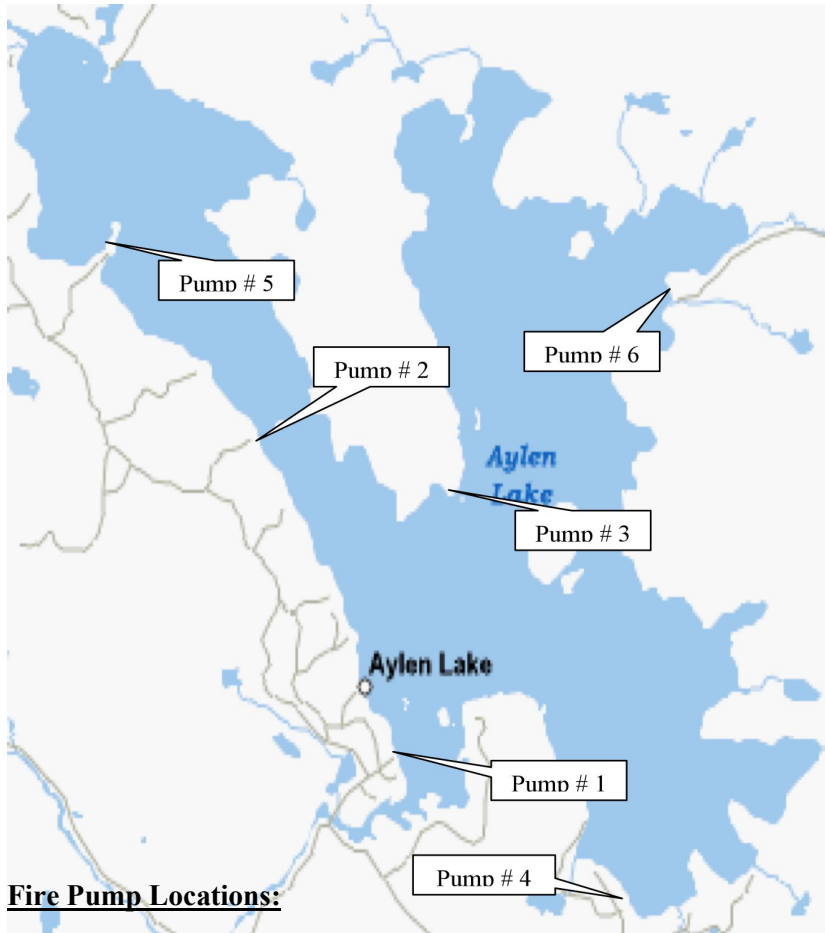 Pump # 5
Pump # 2
Pump # 6
Aylen
Lake
Pump # 3
Aylen Lake
Pump # 1
Pump # 4
Fire Pump Locations: